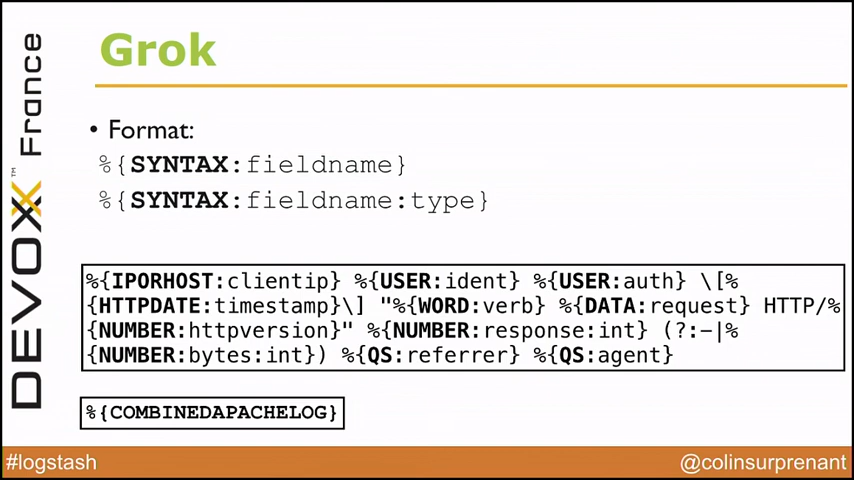 Grok
DEVOXX™ France
• Format:
%{SYNTAX:fieldname}
%{SYNTAX:fieldname:type}
%{IPORHOST:clientip} %{USER:ident} %{USER:auth} \[%
{HTTPDATE:timestamp}\] "%{WORD:verb} %{DATA:request} HTTP/%
{NUMBER:httpversion}" %{NUMBER:response:int} (?:-|%
{NUMBER:bytes:int}) %{QS:referrer} %{QS:agent}
%{COMBINEDAPACHELOG}
#logstash
@colinsurprenant